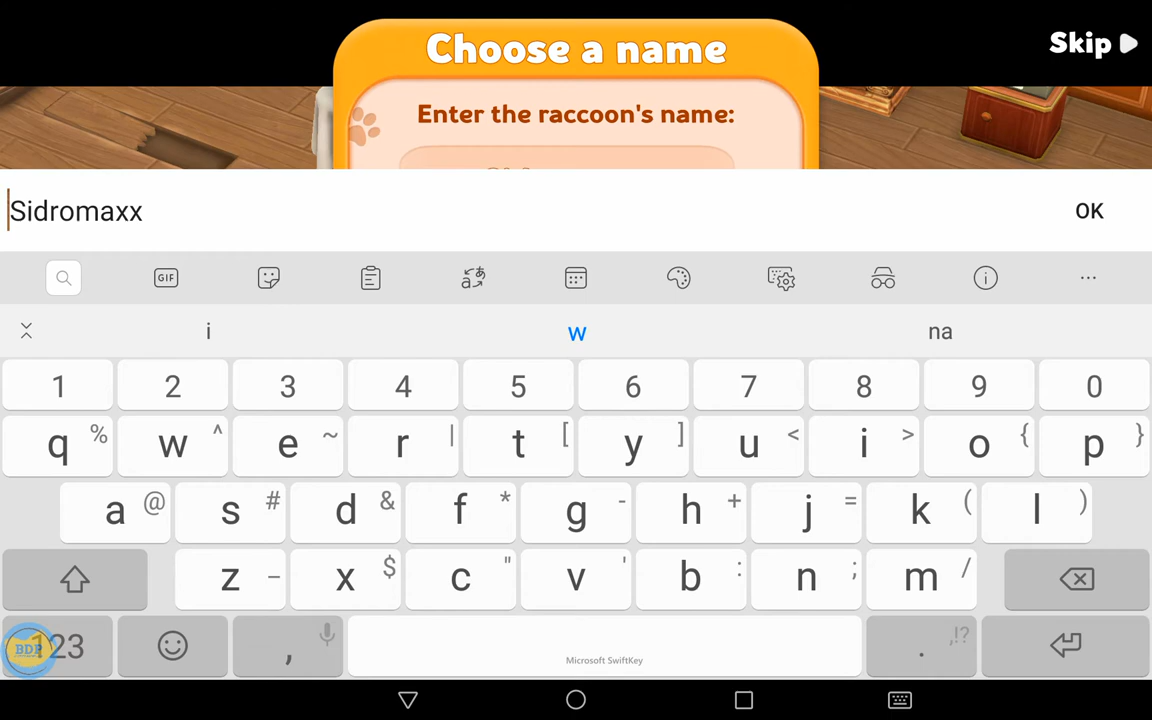 Choose a name
Skip
Enter the raccoon's name:
Sidromaxx
OK
GIF
i w na
1 2 3 4 5 6 7 8 9 0
q % w ^ e ~ r | t [ y ] u < i > o { p }
a @ s # d & f * g - h + j = k ( l )
z – x $ c " v ' b : n ; m /
BDP 123 , Microsoft SwiftKey . ,!?